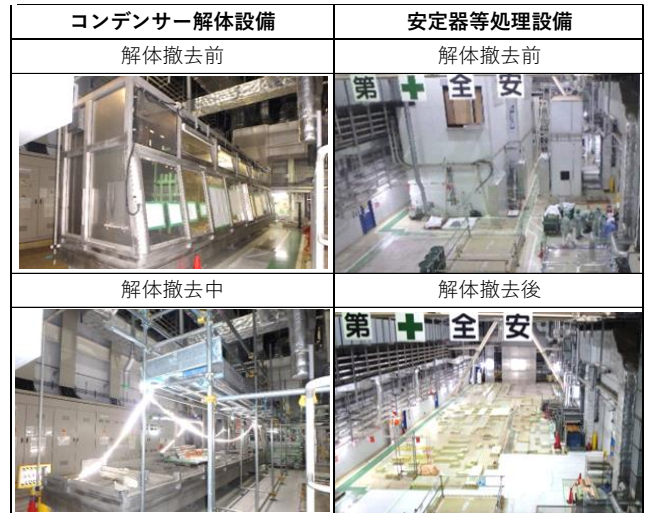 コンデンサー解体設備
安定器等処理設備
解体撤去前
解体撤去前
第 全 安
解体撤去中
解体撤去後
第 全 安